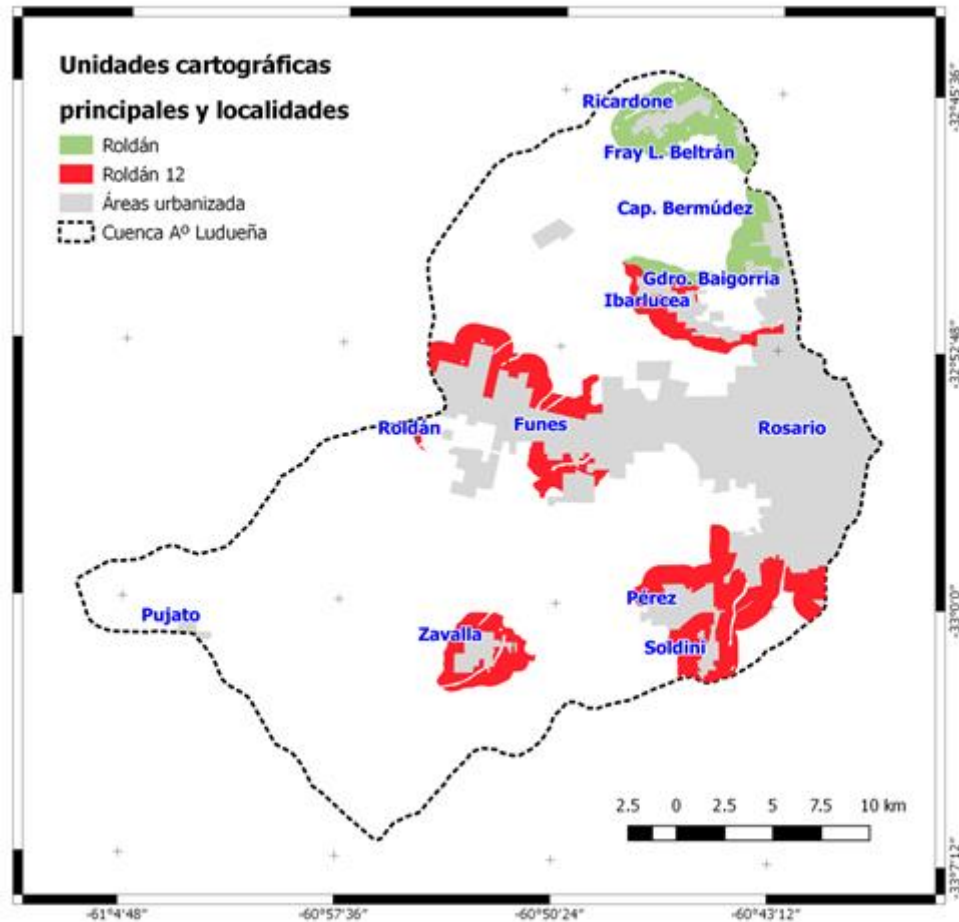 Unidades cartográficas
principales y localidades
Roldán
Roldán 12
Áreas urbanizada
Cuenca Aº Ludueña
Ricardone
Fray L. Beltrán
Cap. Bermúdez
Gdro. Baigorria
Ibarlucea
Roldán
Funes
Rosario
Pujato
Zavalla
Pérez
Soldini
2.5 0 2.5 5 7.5 10 km
-32°45'36"
-32°52'48"
-33°0'0"
-33°7'12"
-61°4'48" -60°57'36" -60°50'24" -60°43'12"